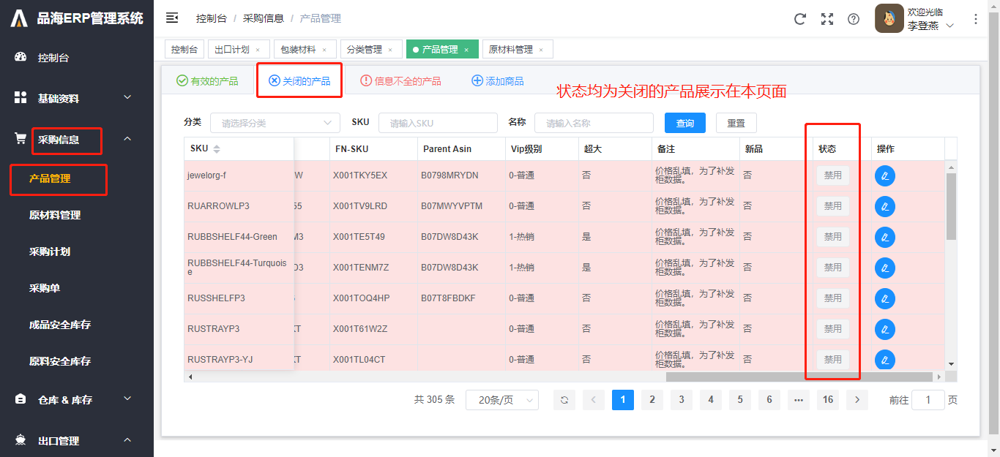 品海ERP管理系统
控制台 / 采购信息 / 产品管理
欢迎光临
李登燕
控制台
基础资料
采购信息
产品管理
原材料管理
采购计划
采购单
成品安全库存
原料安全库存
仓库 & 库存
出口管理
控制台 出口计划 × 包装材料 × 分类管理 × 产品管理 × 原材料管理 ×
有效的产品 关闭的产品 信息不全的产品 添加商品
状态均为关闭的产品展示在本页面
分类 请选择分类 SKU 请输入SKU 名称 请输入名称 查询 重置
SKU FN-SKU Parent Asin Vip级别 超大 备注 新品 状态 操作
jewelorg-f W X001TKY5EX B0798MRYDN 0-普通 否 价格乱填，为了补发柜数据。 否 禁用
RUARROWLP3 55 X001TV9LRD B07MWYVPTM 0-普通 否 价格乱填，为了补发柜数据。 否 禁用
RUBBSHELF44-Green M3 X001TE5T49 B07DW8D43K 1-热销 是 价格乱填，为了补发柜数据。 否 禁用
RUBBSHELF44-Turquoise D3 X001TENM7Z B07DW8D43K 1-热销 是 价格乱填，为了补发柜数据。 否 禁用
RUSSHELFP3 X001TOQ4HP B07T8FBDKF 0-普通 否 价格乱填，为了补发柜数据。 否 禁用
RUSTRAYP3 KT X001T61W2Z 0-普通 否 价格乱填，为了补发柜数据。 否 禁用
RUSTRAYP3-YJ KT X001TL04CT 0-普通 否 价格乱填，为了补发柜数据。 否 禁用
共 305 条 20条/页 1 2 3 4 5 6 ••• 16 前往 1 页